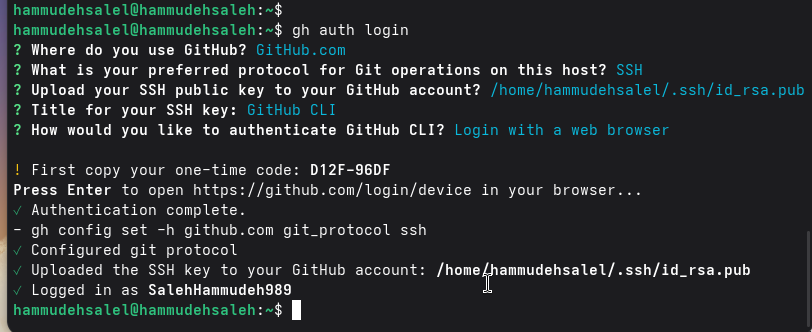 hammudehsalel@hammudehsaleh:~$
hammudehsalel@hammudehsaleh:~$ gh auth login
? Where do you use GitHub? GitHub.com
? What is your preferred protocol for Git operations on this host? SSH
? Upload your SSH public key to your GitHub account? /home/hammudehsalel/.ssh/id_rsa.pub
? Title for your SSH key: GitHub CLI
? How would you like to authenticate GitHub CLI? Login with a web browser
! First copy your one-time code: D12F-96DF
Press Enter to open https://github.com/login/device in your browser...
✓ Authentication complete.
- gh config set -h github.com git_protocol ssh
✓ Configured git protocol
✓ Uploaded the SSH key to your GitHub account: /home/hammudehsalel/.ssh/id_rsa.pub
✓ Logged in as SalehHammudeh989
hammudehsalel@hammudehsaleh:~$